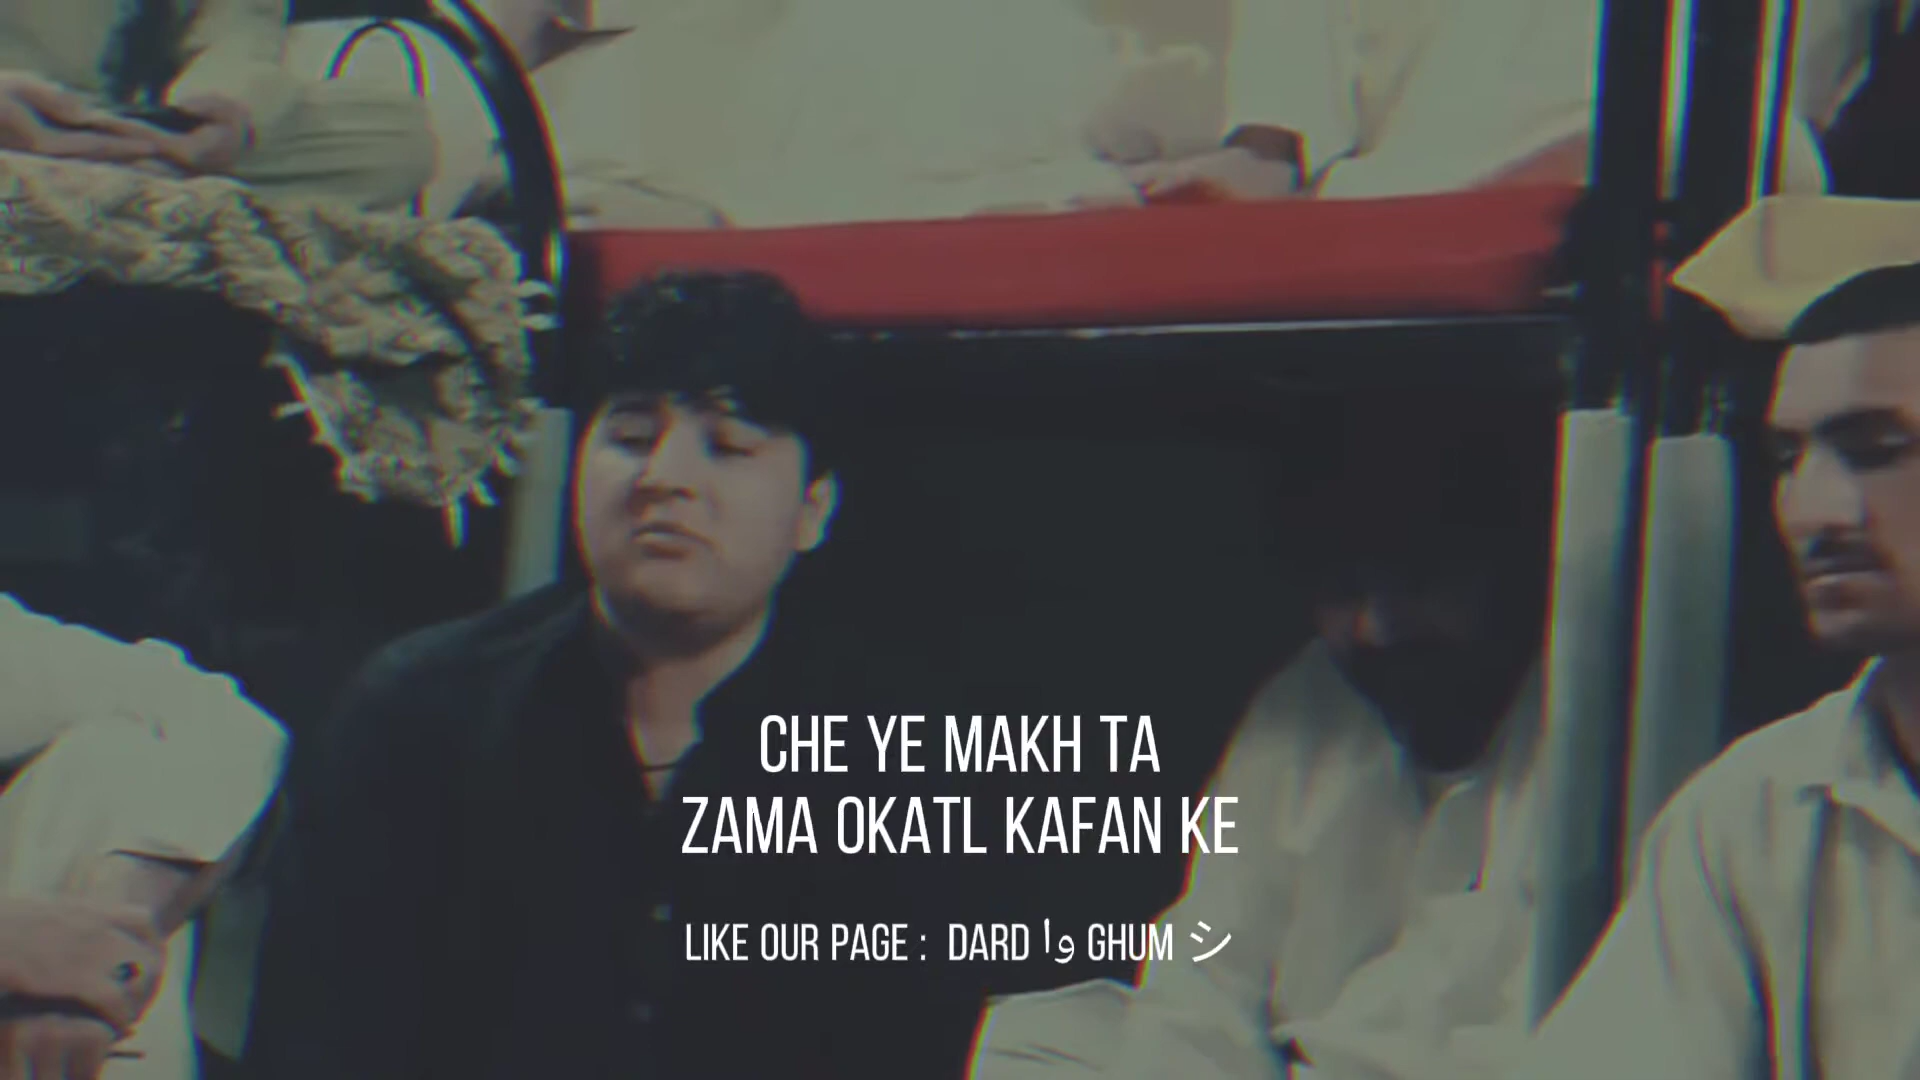 CHE YE MAKH TA
ZAMA OKATL KAFAN KE
LIKE OUR PAGE : DARD وا GHUM シ